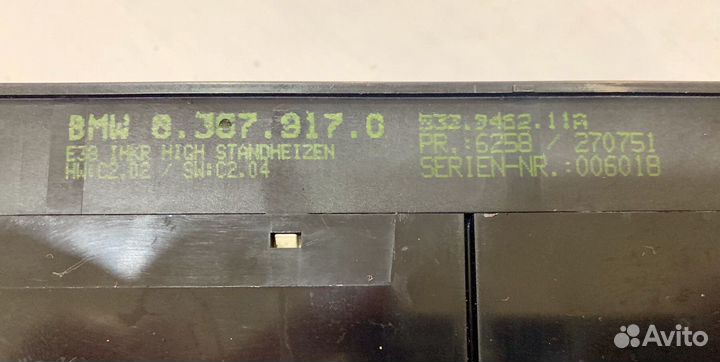 BMW 8.387.917.0
E38 IHKR HIGH STANDHEIZEN
HW:C2.02 / SW:C2.04
532.9462.11A
PR.:6258 / 270751
SERIEN-NR.:006018
Avito